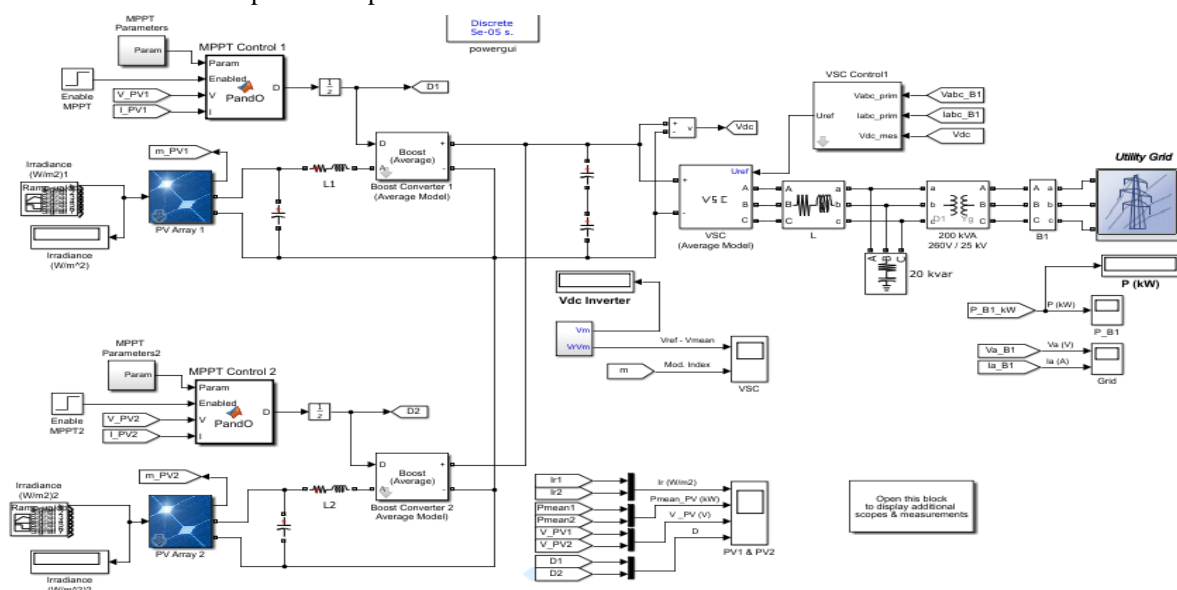 MPPT
Parameters
Param
MPPT Control 1
Param
Enabled
V
I
PandO
D
Enable
MPPT
V_PV1
I_PV1
1
z
D1
Discrete
5e-05 s.
powergui
m_PV1
Irradiance
(W/m2)1
PV Array 1
Irradiance
(W/m^2)
L1
D
Boost
(Average)
A
+
-
Boost Converter 1
(Average Model)
+
-
v
Vdc
VSC Control1
Uref
Vabc_prim
Iabc_prim
Vdc_mes
Vabc_B1
Iabc_B1
Vdc
Uref
+
-
VSC
A
B
C
VSC
(Average Model)
A
B
C
a
b
c
L
A
B
C
20 kvar
A
B
C
a
b
c
D1
Yg
200 kVA
260V / 25 kV
A
B
C
a
b
c
B1
Utility Grid
P (kW)
P_B1_kW
P (kW)
P_B1
Va_B1
Va (V)
Ia_B1
Ia (A)
Grid
Vdc Inverter
Vm
VrVm
Vref - Vmean
m
Mod. Index
VSC
MPPT
Parameters2
Param
MPPT Control 2
Param
Enabled
V
I
PandO
D
Enable
MPPT2
V_PV2
I_PV2
1
z
D2
m_PV2
Irradiance
(W/m2)2
PV Array 2
Irradiance
L2
D
Boost
(Average)
A
+
-
Boost Converter 2
Average Model)
Ir1
Ir2
Ir (W/m2)
Pmean1
Pmean2
Pmean_PV (kW)
V_PV1
V_PV2
V _PV (V)
D1
D2
D
PV1 & PV2
Open this block
to display additional
scopes & measurements